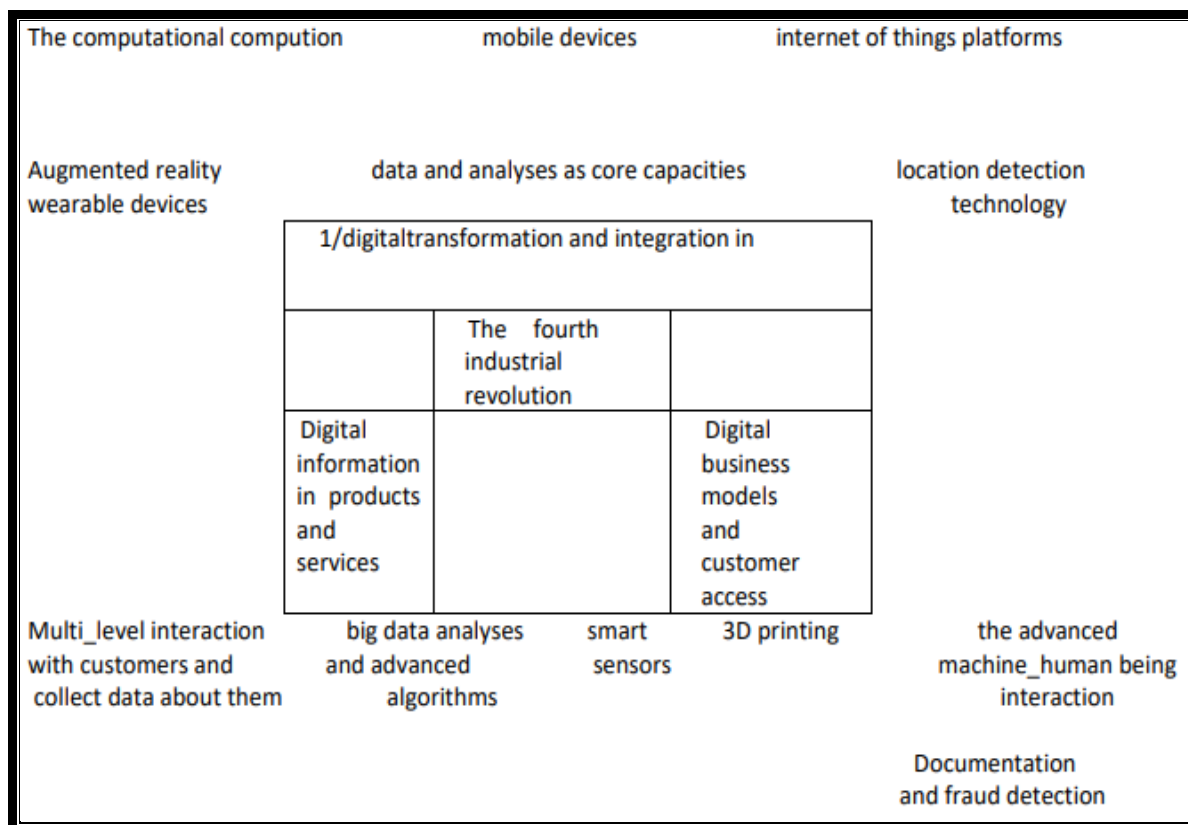 The computational compution mobile devices internet of things platforms
Augmented reality data and analyses as core capacities location detection
wearable devices technology
1/digitaltransformation and integration in
The fourth
industrial
revolution
Digital
information
in products
and
services
Digital
business
models
and
customer
access
Multi_level interaction big data analyses smart 3D printing the advanced
with customers and and advanced sensors machine_human being
collect data about them algorithms interaction
Documentation
and fraud detection